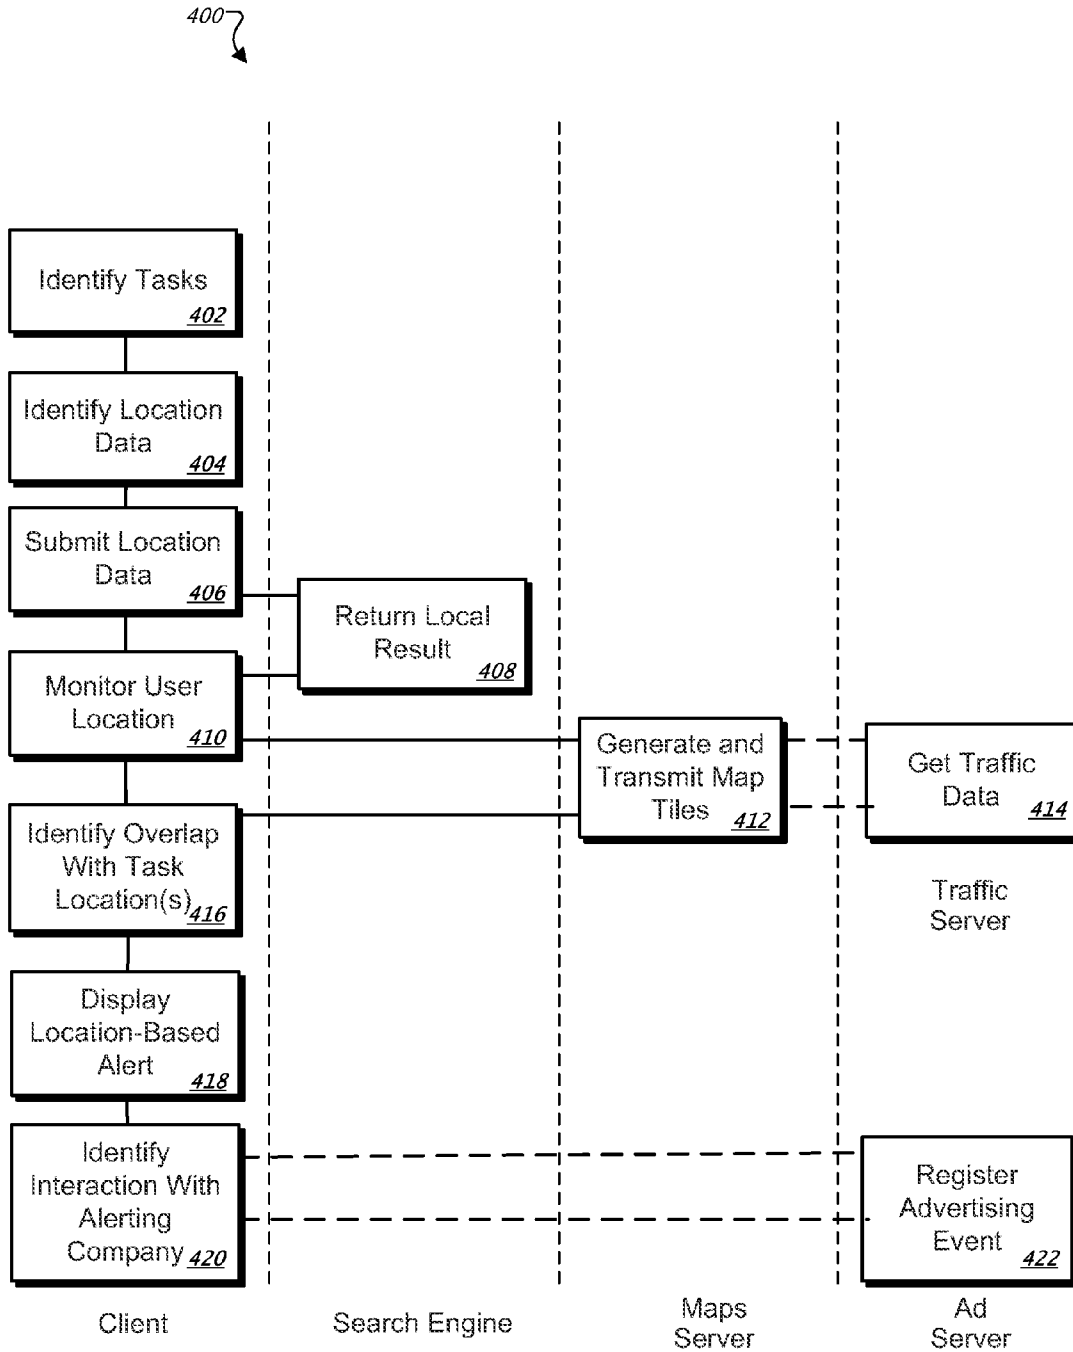 400
Identify Tasks
402
Identify Location
Data
404
Submit Location
Data
406
Return Local
Result
408
Monitor User
Location
410
Generate and
Transmit Map
Tiles
412
Get Traffic
Data
414
Traffic
Server
Identify Overlap
With Task
Location(s)
416
Display
Location-Based
Alert
418
Identify
Interaction With
Alerting
Company
420
Register
Advertising
Event
422
Client
Search Engine
Maps
Server
Ad
Server